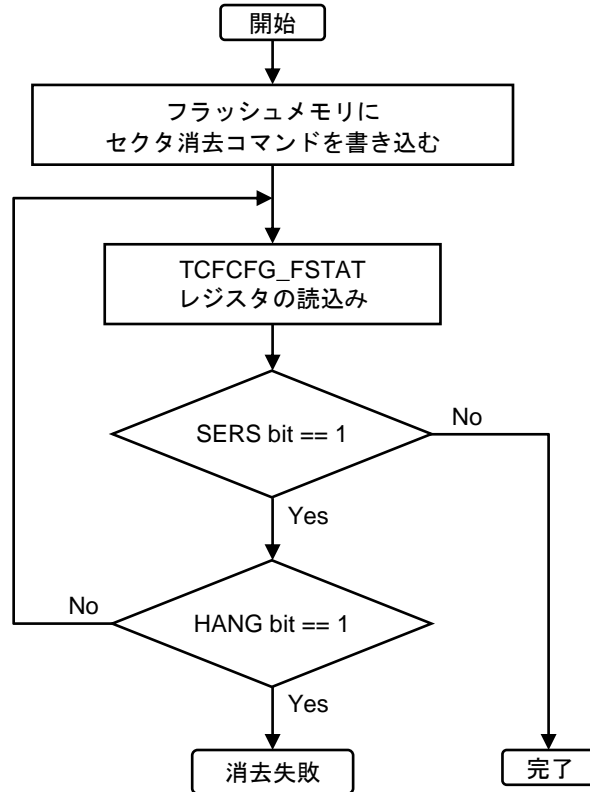 開始
フラッシュメモリに
セクタ消去コマンドを書き込む
TCFCFG_FSTAT
レジスタの読込み
SERS bit == 1
No
Yes
HANG bit == 1
No
Yes
消去失敗
完了